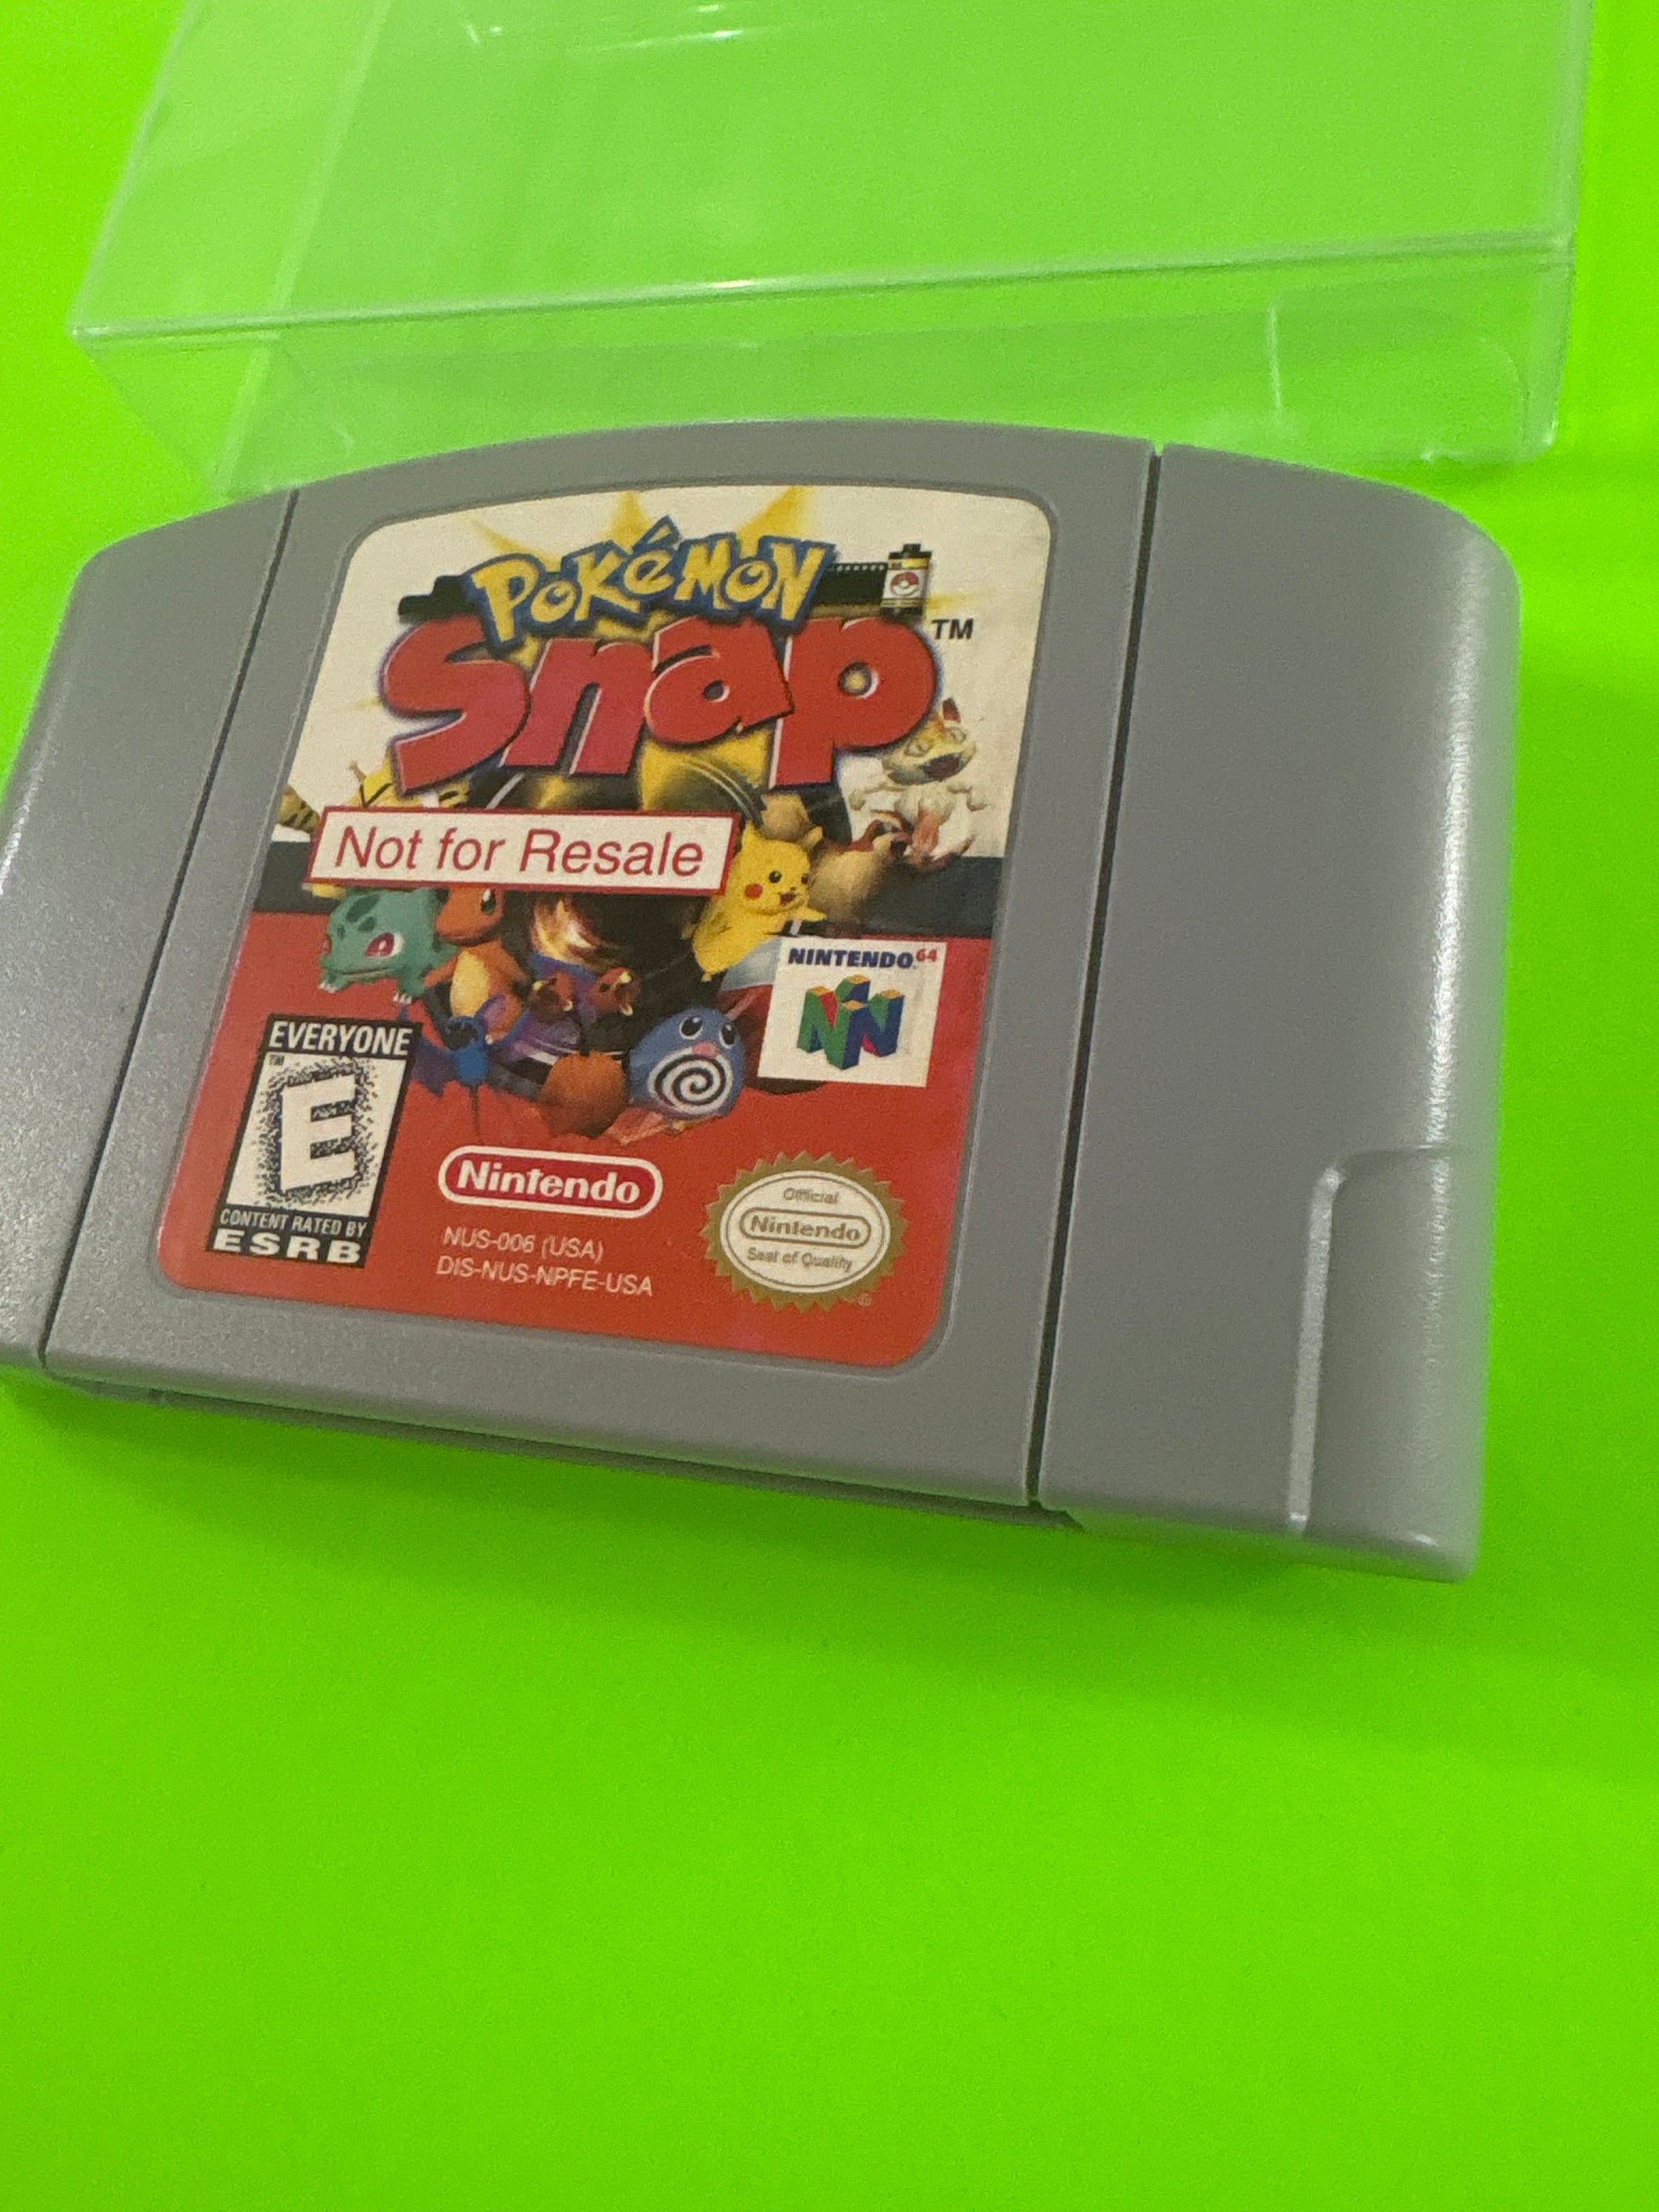 POKéMON
Snap™
Not for Resale
NINTENDO64
EVERYONE
TM
E
CONTENT RATED BY
ESRB
Nintendo
NUS-006 (USA)
DIS-NUS-NPFE-USA
Official
Nintendo
Seal of Quality
®